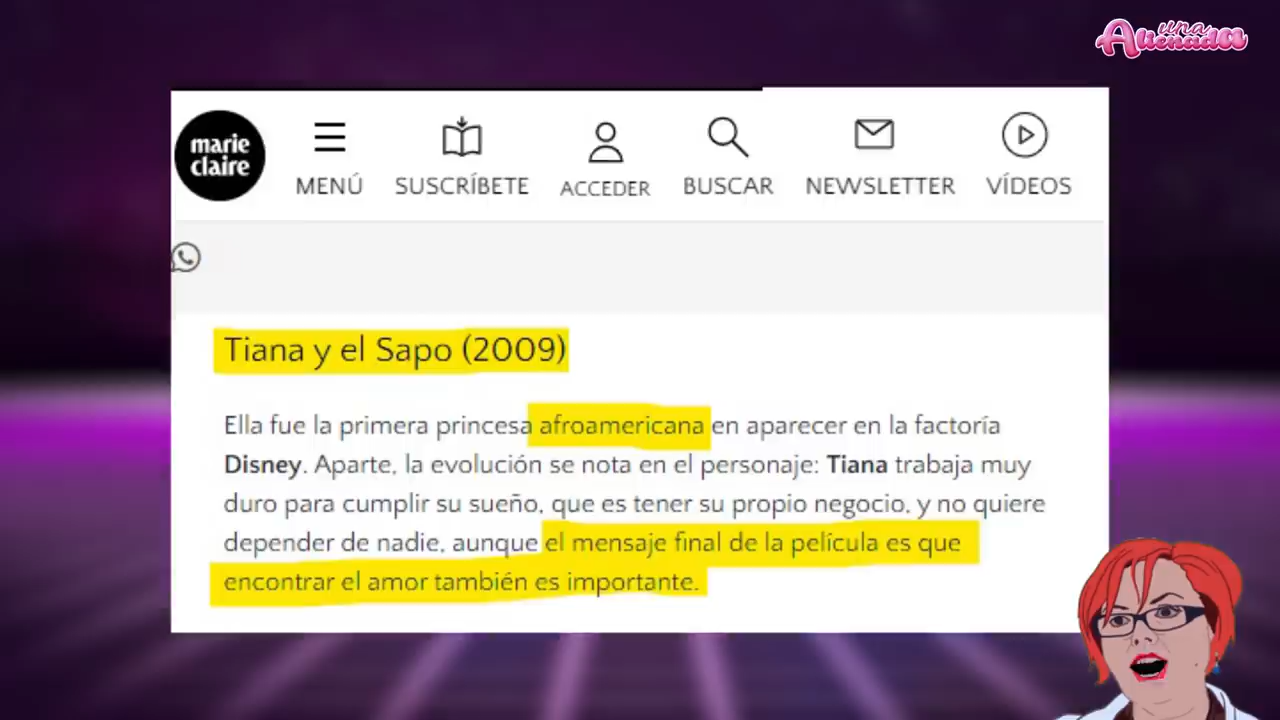 una
Alienada
marie
claire
MENÚ
SUSCRÍBETE
ACCEDER
BUSCAR
NEWSLETTER
VÍDEOS
Tiana y el Sapo (2009)
Ella fue la primera princesa afroamericana en aparecer en la factoría
Disney. Aparte, la evolución se nota en el personaje: Tiana trabaja muy
duro para cumplir su sueño, que es tener su propio negocio, y no quiere
depender de nadie, aunque el mensaje final de la película es que
encontrar el amor también es importante.